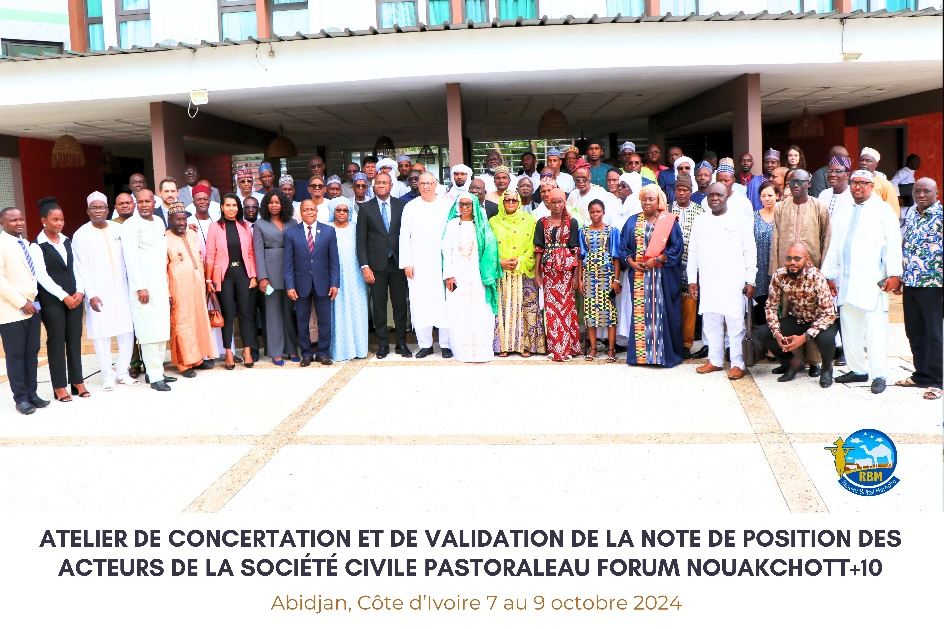 RBM
ATELIER DE CONCERTATION ET DE VALIDATION DE LA NOTE DE POSITION DES
ACTEURS DE LA SOCIÉTÉ CIVILE PASTORALEAU FORUM NOUAKCHOTT+10
Abidjan, Côte d'Ivoire 7 au 9 octobre 2024